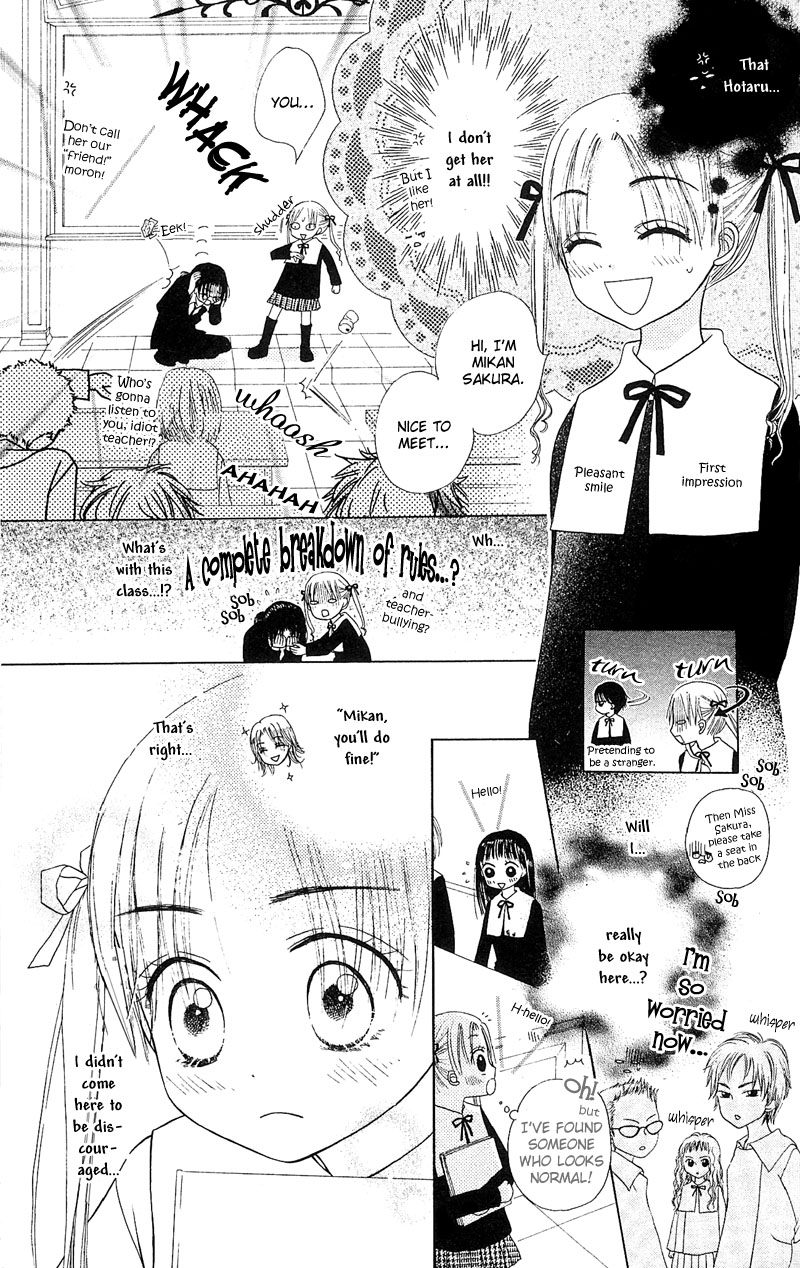 That
Hotaru...
I don't
get her
at all!!
But I
like
her!
HI, I'M
MIKAN
SAKURA.
NICE TO
MEET...
Pleasant
smile
First
impression
YOU...
WHACK
Don't call
her our
"friend!"
moron!
shudder
Eek!
Who's
gonna
listen to
you, idiot
teacher!?
whoosh
AHAHAH
Wh...
A complete breakdown of rules...?
What's
with this
class...!?
and
teacher-
bullying?
Sob
Sob
turn
turn
Pretending to
be a stranger.
Sob
Sob
Then Miss
Sakura,
please take
a seat in
the back
Sob
Will
I...
really
be okay
here...?
I'm
so
worried
now...
whisper
whisper
Hello!
H-hello!
Oh!
but
I'VE FOUND
SOMEONE
WHO LOOKS
NORMAL!
"Mikan,
you'll do
fine!"
That's
right...
I didn't
come
here to
be dis-
cour-
aged...